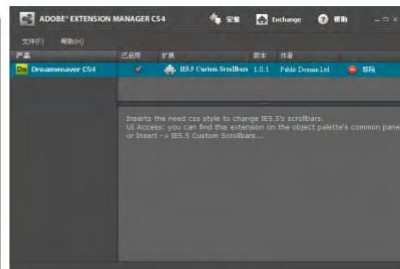 ADOBE® EXTENSION MANAGER CS4 安装 Exchange 帮助
文件(F) 帮助(H)
产品 已启用 扩展 版本 作者
Dw Dreamweaver CS4 IE5.5 Custom Scrollbars 1.0.1 Public Domain Ltd 移除
Inserts the need css style to change IE5.5's scrollbars.
UI Access: you can find this extension on the object palette's common pane
or Insert -> IE5.5 Custom Scrollbars...